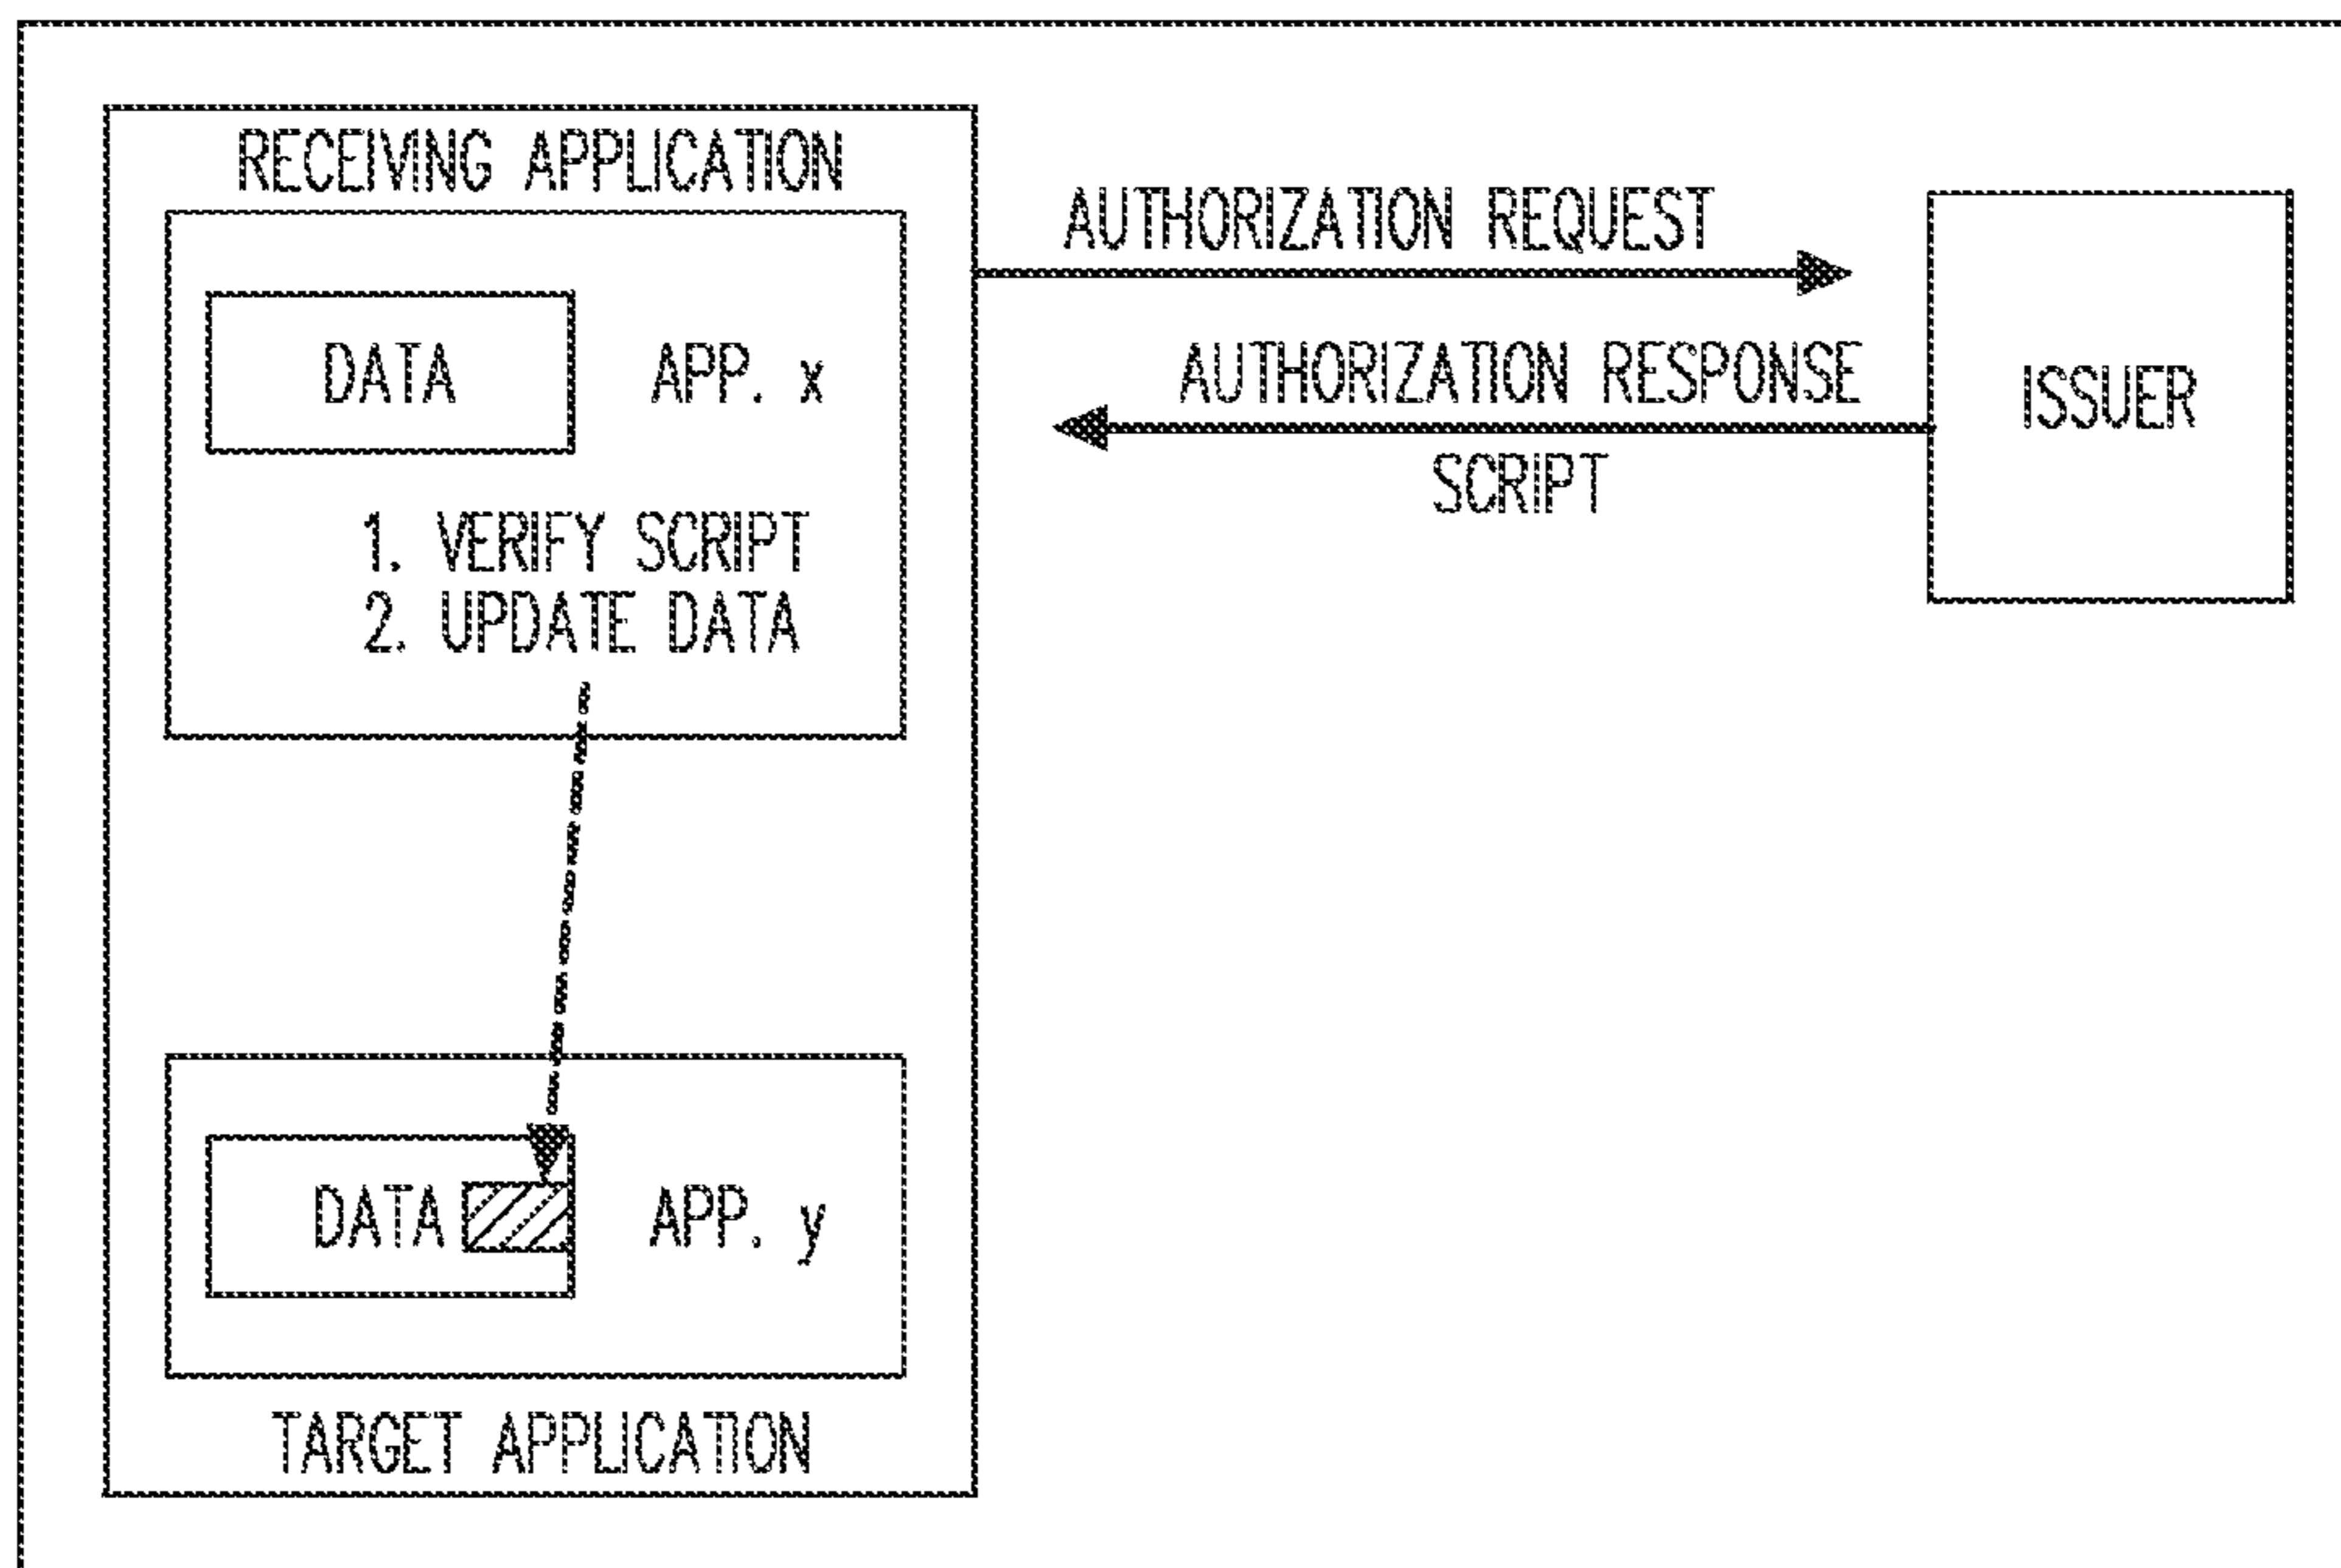 RECEIVING APPLICATION
DATA
APP. x
1. VERIFY SCRIPT
2. UPDATE DATA
AUTHORIZATION REQUEST
AUTHORIZATION RESPONSE
SCRIPT
ISSUER
DATA
APP. y
TARGET APPLICATION